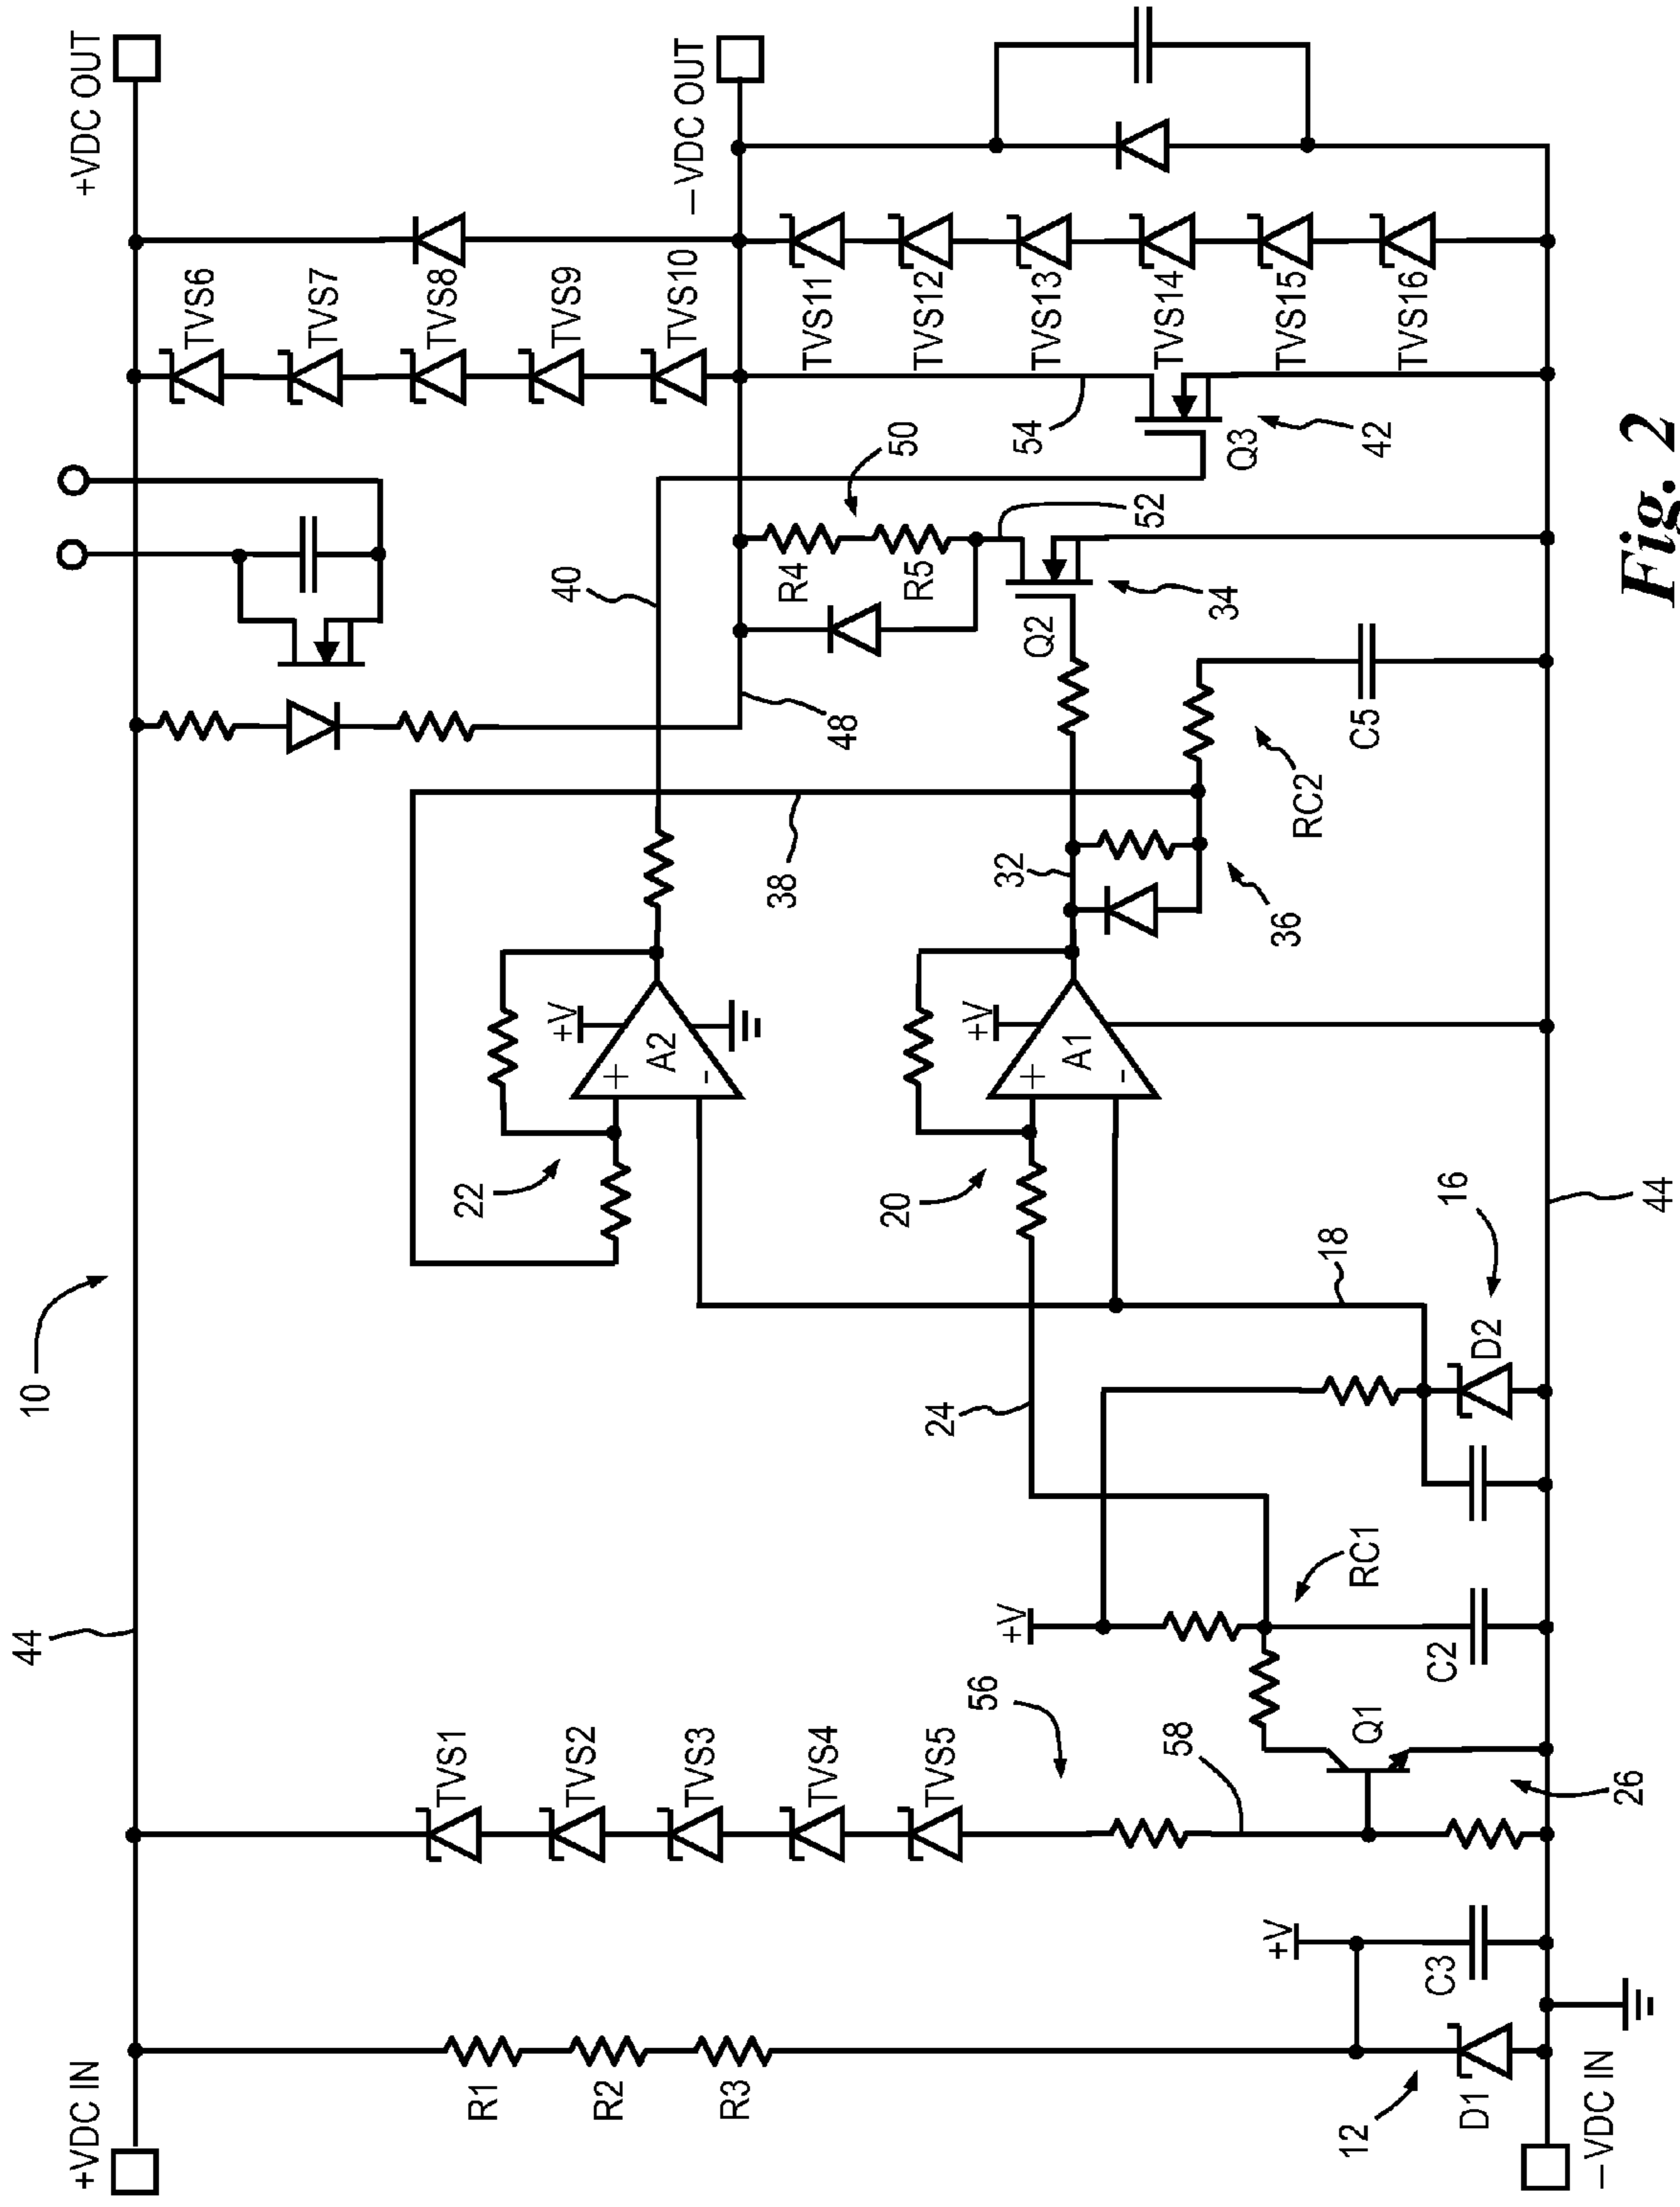 10
44
+VDC IN
+VDC OUT
TVS6
TVS7
TVS8
TVS9
TVS10
−VDC OUT
R1
R2
R3
TVS1
TVS2
TVS3
TVS4
TVS5
56
58
22
+
-
A2
+V
38
40
48
50
R4
R5
52
54
TVS11
TVS12
TVS13
TVS14
TVS15
TVS16
24
20
+
-
A1
+V
32
36
Q2
34
Q3
42
RC2
C5
+V
RC1
18
16
D2
C2
Q1
26
+V
C3
D1
12
−VDC IN
44
Fig. 2